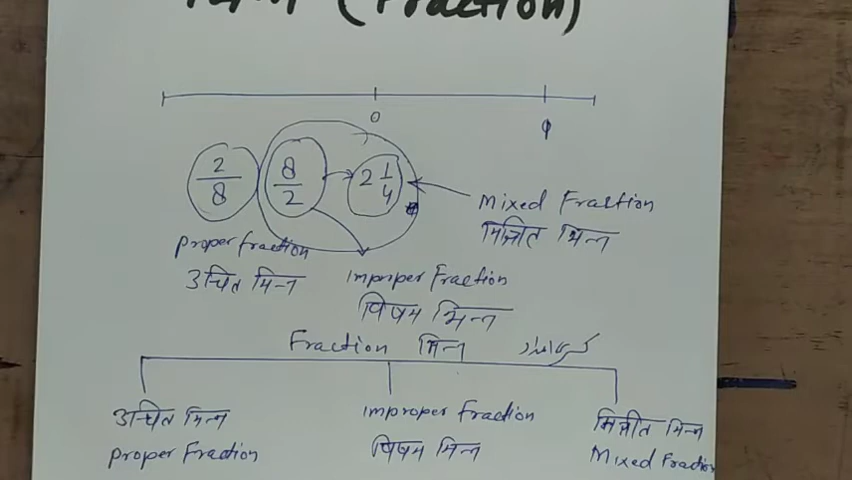 भिन्न (Fraction)
0 1
2/8 8/2 2 1/4
Mixed Fraction
मिश्रित भिन्न
proper fraction
उचित भिन्न
Improper Fraction
विषम भिन्न
Fraction भिन्न
उचित भिन्न
proper Fraction
Improper Fraction
विषम भिन्न
मिश्रीत भिन्न
Mixed Fraction